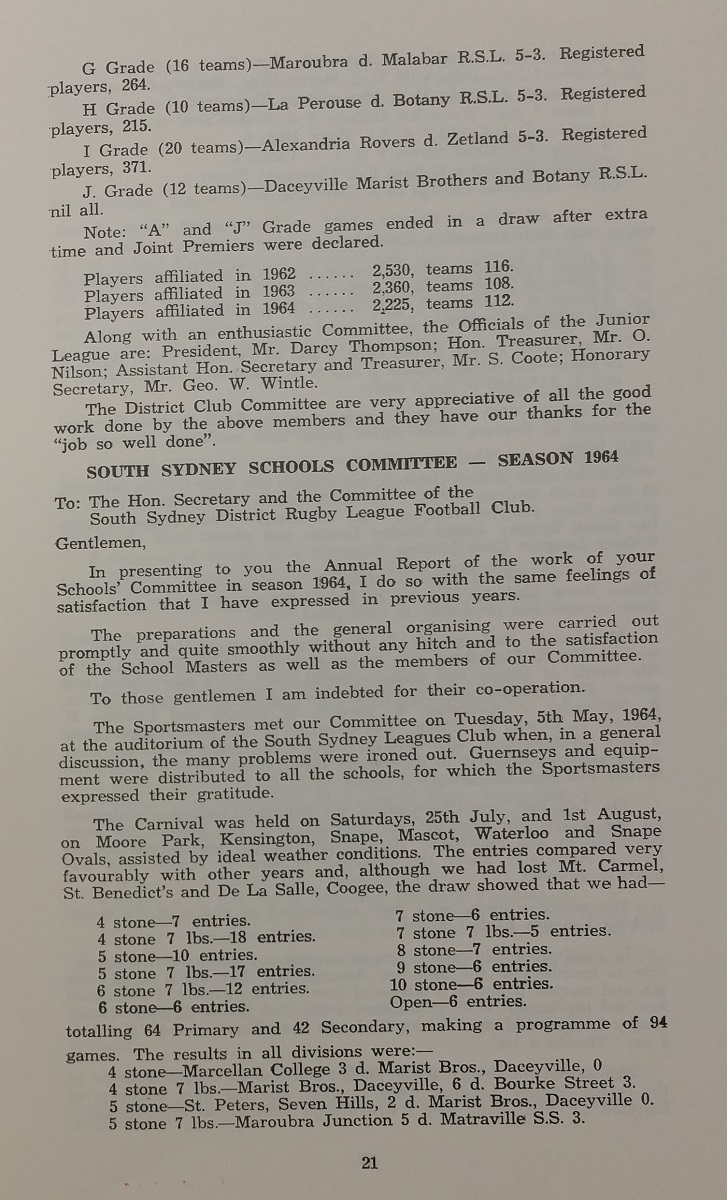 G Grade (16 teams)—Maroubra d. Malabar R.S.L. 5-3. Registered
players, 264.
H Grade (10 teams)—La Perouse d. Botany R.S.L. 5-3. Registered
players, 215.
I Grade (20 teams)—Alexandria Rovers d. Zetland 5-3. Registered
players, 371.
J. Grade (12 teams)—Daceyville Marist Brothers and Botany R.S.L.
nil all.
Note: “A” and “J” Grade games ended in a draw after extra
time and Joint Premiers were declared.
Players affiliated in 1962 ...... 2,530, teams 116.
Players affiliated in 1963 ...... 2,360, teams 108.
Players affiliated in 1964 ...... 2,225, teams 112.
Along with an enthusiastic Committee, the Officials of the Junior
League are: President, Mr. Darcy Thompson; Hon. Treasurer, Mr. O.
Nilson; Assistant Hon. Secretary and Treasurer, Mr. S. Coote; Honorary
Secretary, Mr. Geo. W. Wintle.
The District Club Committee are very appreciative of all the good
work done by the above members and they have our thanks for the
“job so well done”.
SOUTH SYDNEY SCHOOLS COMMITTEE — SEASON 1964
To: The Hon. Secretary and the Committee of the
South Sydney District Rugby League Football Club.
Gentlemen,
In presenting to you the Annual Report of the work of your
Schools’ Committee in season 1964, I do so with the same feelings of
satisfaction that I have expressed in previous years.
The preparations and the general organising were carried out
promptly and quite smoothly without any hitch and to the satisfaction
of the School Masters as well as the members of our Committee.
To those gentlemen I am indebted for their co-operation.
The Sportsmasters met our Committee on Tuesday, 5th May, 1964,
at the auditorium of the South Sydney Leagues Club when, in a general
discussion, the many problems were ironed out. Guernseys and equip-
ment were distributed to all the schools, for which the Sportsmasters
expressed their gratitude.
The Carnival was held on Saturdays, 25th July, and 1st August,
on Moore Park, Kensington, Snape, Mascot, Waterloo and Snape
Ovals, assisted by ideal weather conditions. The entries compared very
favourably with other years and, although we had lost Mt. Carmel,
St. Benedict’s and De La Salle, Coogee, the draw showed that we had—
4 stone—7 entries.
4 stone 7 lbs.—18 entries.
5 stone—10 entries.
5 stone 7 lbs.—17 entries.
6 stone 7 lbs.—12 entries.
6 stone—6 entries.
7 stone—6 entries.
7 stone 7 lbs.—5 entries.
8 stone—7 entries.
9 stone—6 entries.
10 stone—6 entries.
Open—6 entries.
totalling 64 Primary and 42 Secondary, making a programme of 94
games. The results in all divisions were:—
4 stone—Marcellan College 3 d. Marist Bros., Daceyville, 0
4 stone 7 lbs.—Marist Bros., Daceyville, 6 d. Bourke Street 3.
5 stone—St. Peters, Seven Hills, 2 d. Marist Bros., Daceyville 0.
5 stone 7 lbs.—Maroubra Junction 5 d. Matraville S.S. 3.
21